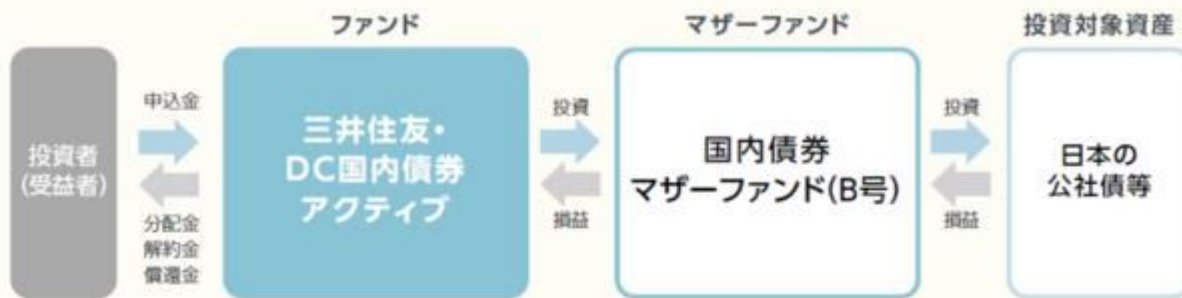 ファンド
マザーファンド
投資対象資産
投資者
(受益者)
申込金
分配金
解約金
償還金
三井住友・
DC国内債券
アクティブ
投資
損益
国内債券
マザーファンド(B号)
投資
損益
日本の
公社債等